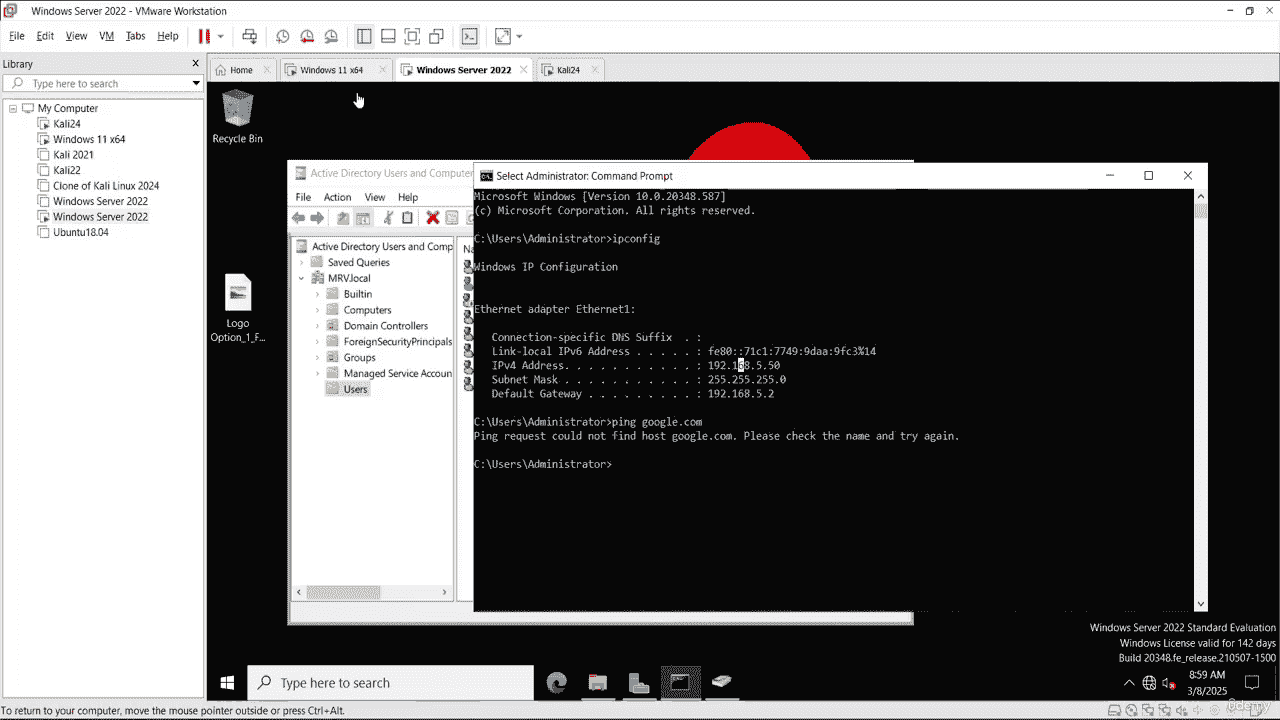 Windows Server 2022 - VMware Workstation
File Edit View VM Tabs Help
Library X
Type here to search
Home Windows 11 x64 Windows Server 2022 Kali24
My Computer
Kali24
Windows 11 x64
Kali 2021
Kali22
Clone of Kali Linux 2024
Windows Server 2022
Windows Server 2022
Ubuntu18.04
Recycle Bin
Logo
Option_1_F...
Active Directory Users and Computer
File Action View Help
Active Directory Users and Comp
Saved Queries
MRV.local
Builtin
Computers
Domain Controllers
ForeignSecurityPrincipals
Groups
Managed Service Accoun
Users
Na
Select Administrator: Command Prompt
Microsoft Windows [Version 10.0.20348.587]
(c) Microsoft Corporation. All rights reserved.
C:\Users\Administrator>ipconfig
Windows IP Configuration
Ethernet adapter Ethernet1:
Connection-specific DNS Suffix . :
Link-local IPv6 Address . . . . . : fe80::71c1:7749:9daa:9fc3%14
IPv4 Address. . . . . . . . . . . : 192.168.5.50
Subnet Mask . . . . . . . . . . . : 255.255.255.0
Default Gateway . . . . . . . . . : 192.168.5.2
C:\Users\Administrator>ping google.com
Ping request could not find host google.com. Please check the name and try again.
C:\Users\Administrator>
Windows Server 2022 Standard Evaluation
Windows License valid for 142 days
Build 20348.fe_release.210507-1500
Type here to search
8:59 AM
3/8/2025
To return to your computer, move the mouse pointer outside or press Ctrl+Alt.
ûdemy